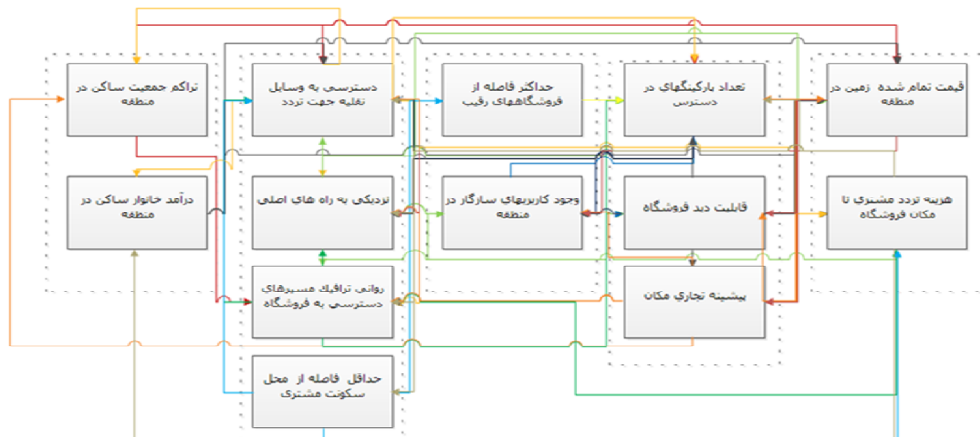 قیمت تمام شده زمین در
منطقه
تعداد پارکینگهای در
دسترس
حداکثر فاصله از
فروشگاههای رقیب
دسترسی به وسایل
نقلیه جهت تردد
تراکم جمعیت ساکن در
منطقه
هزینه تردد مشتری تا
مکان فروشگاه
قابلیت دید فروشگاه
وجود کاربریهای سازگار در
منطقه
نزدیکی به راه های اصلی
درآمد خانوار ساکن در
منطقه
پیشینه تجاری مکان
روانی ترافیک مسیرهای
دسترسی به فروشگاه
حداقل فاصله از محل
سکونت مشتری